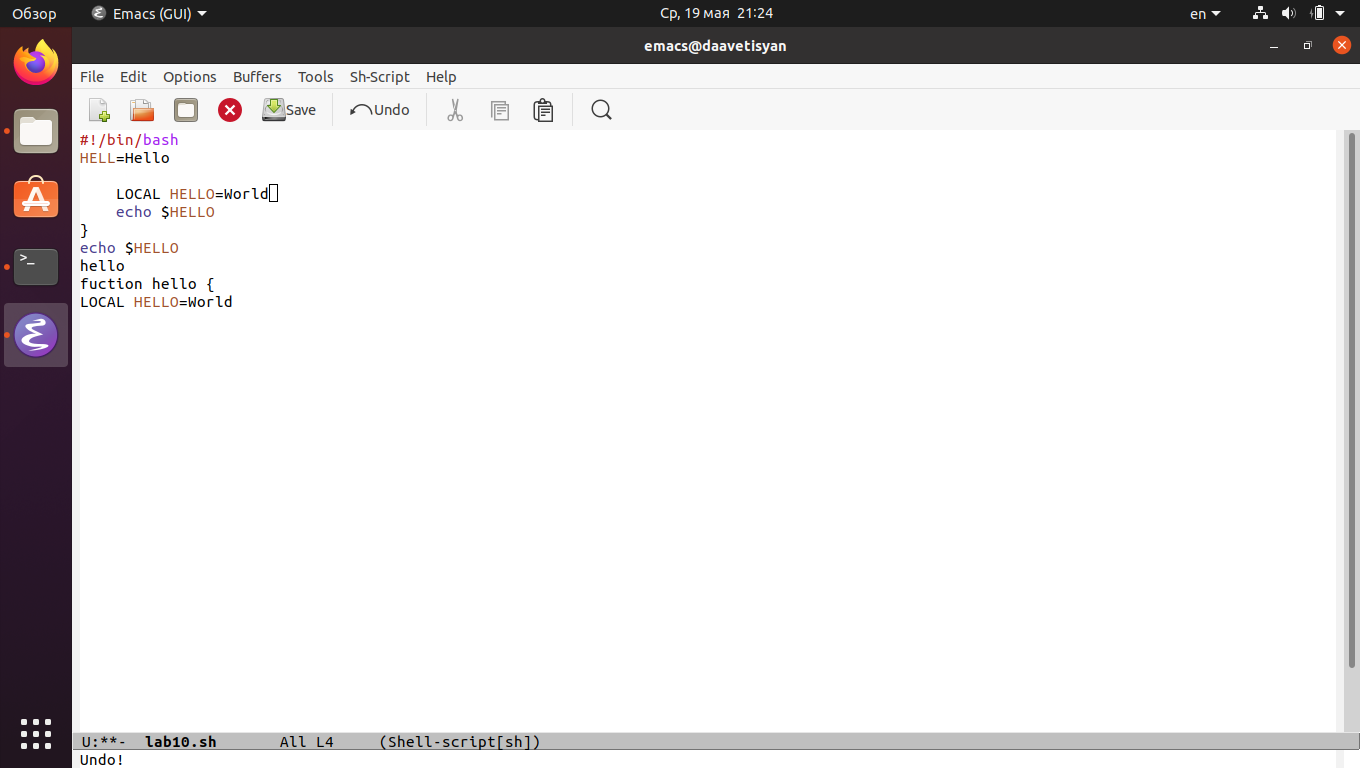 Обзор Emacs (GUI) Ср, 19 мая 21:24 en
emacs@daavetisyan
File Edit Options Buffers Tools Sh-Script Help
Save Undo
#!/bin/bash
HELL=Hello
LOCAL HELLO=World
echo $HELLO
}
echo $HELLO
hello
fuction hello {
LOCAL HELLO=World
U:**- lab10.sh All L4 (Shell-script[sh])
Undo!